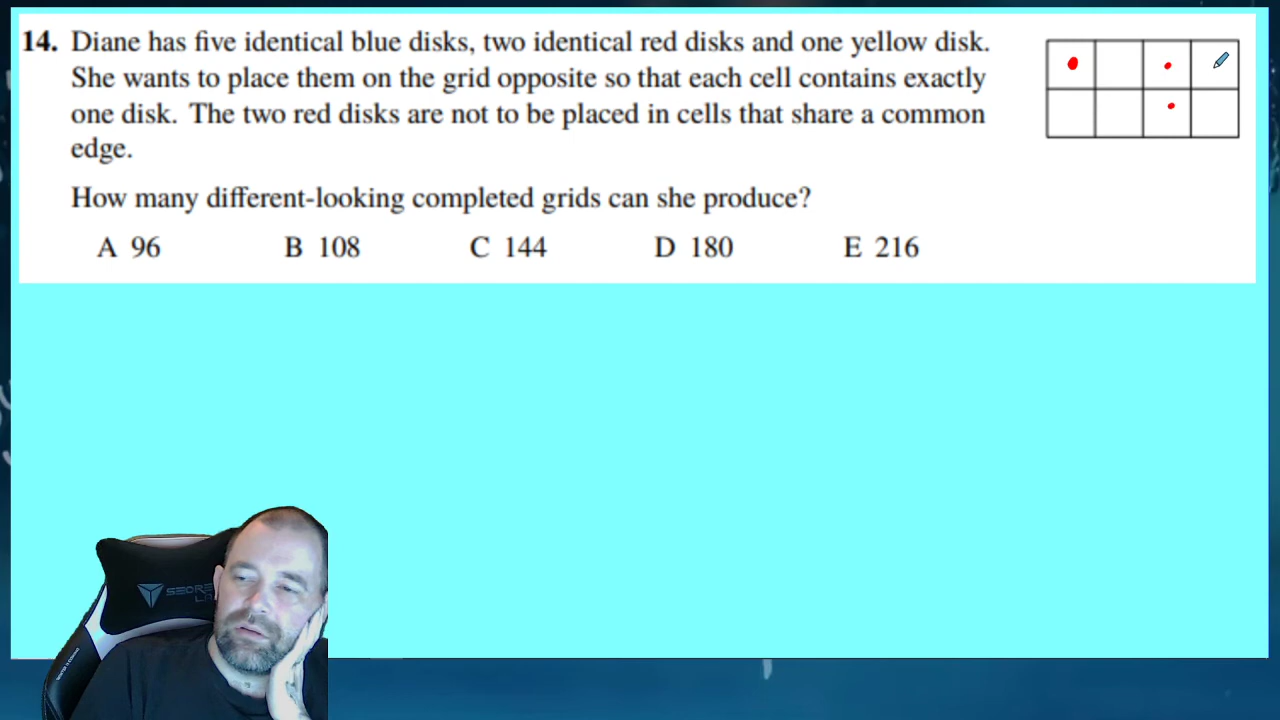 14. Diane has five identical blue disks, two identical red disks and one yellow disk.
She wants to place them on the grid opposite so that each cell contains exactly
one disk. The two red disks are not to be placed in cells that share a common
edge.
How many different-looking completed grids can she produce?
A 96 B 108 C 144 D 180 E 216